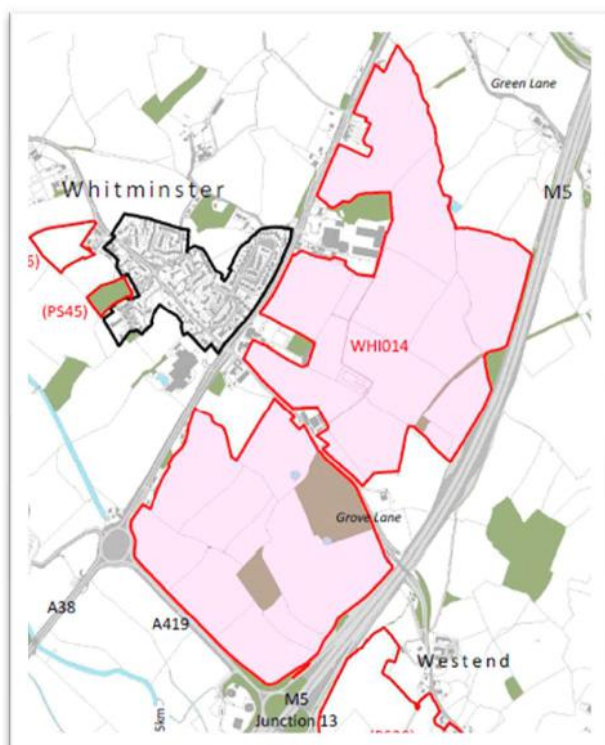 Green Lane
M5
Whitminster
(PS45)
WHI014
Grove Lane
A38
A419
Westend
M5
Junction 13